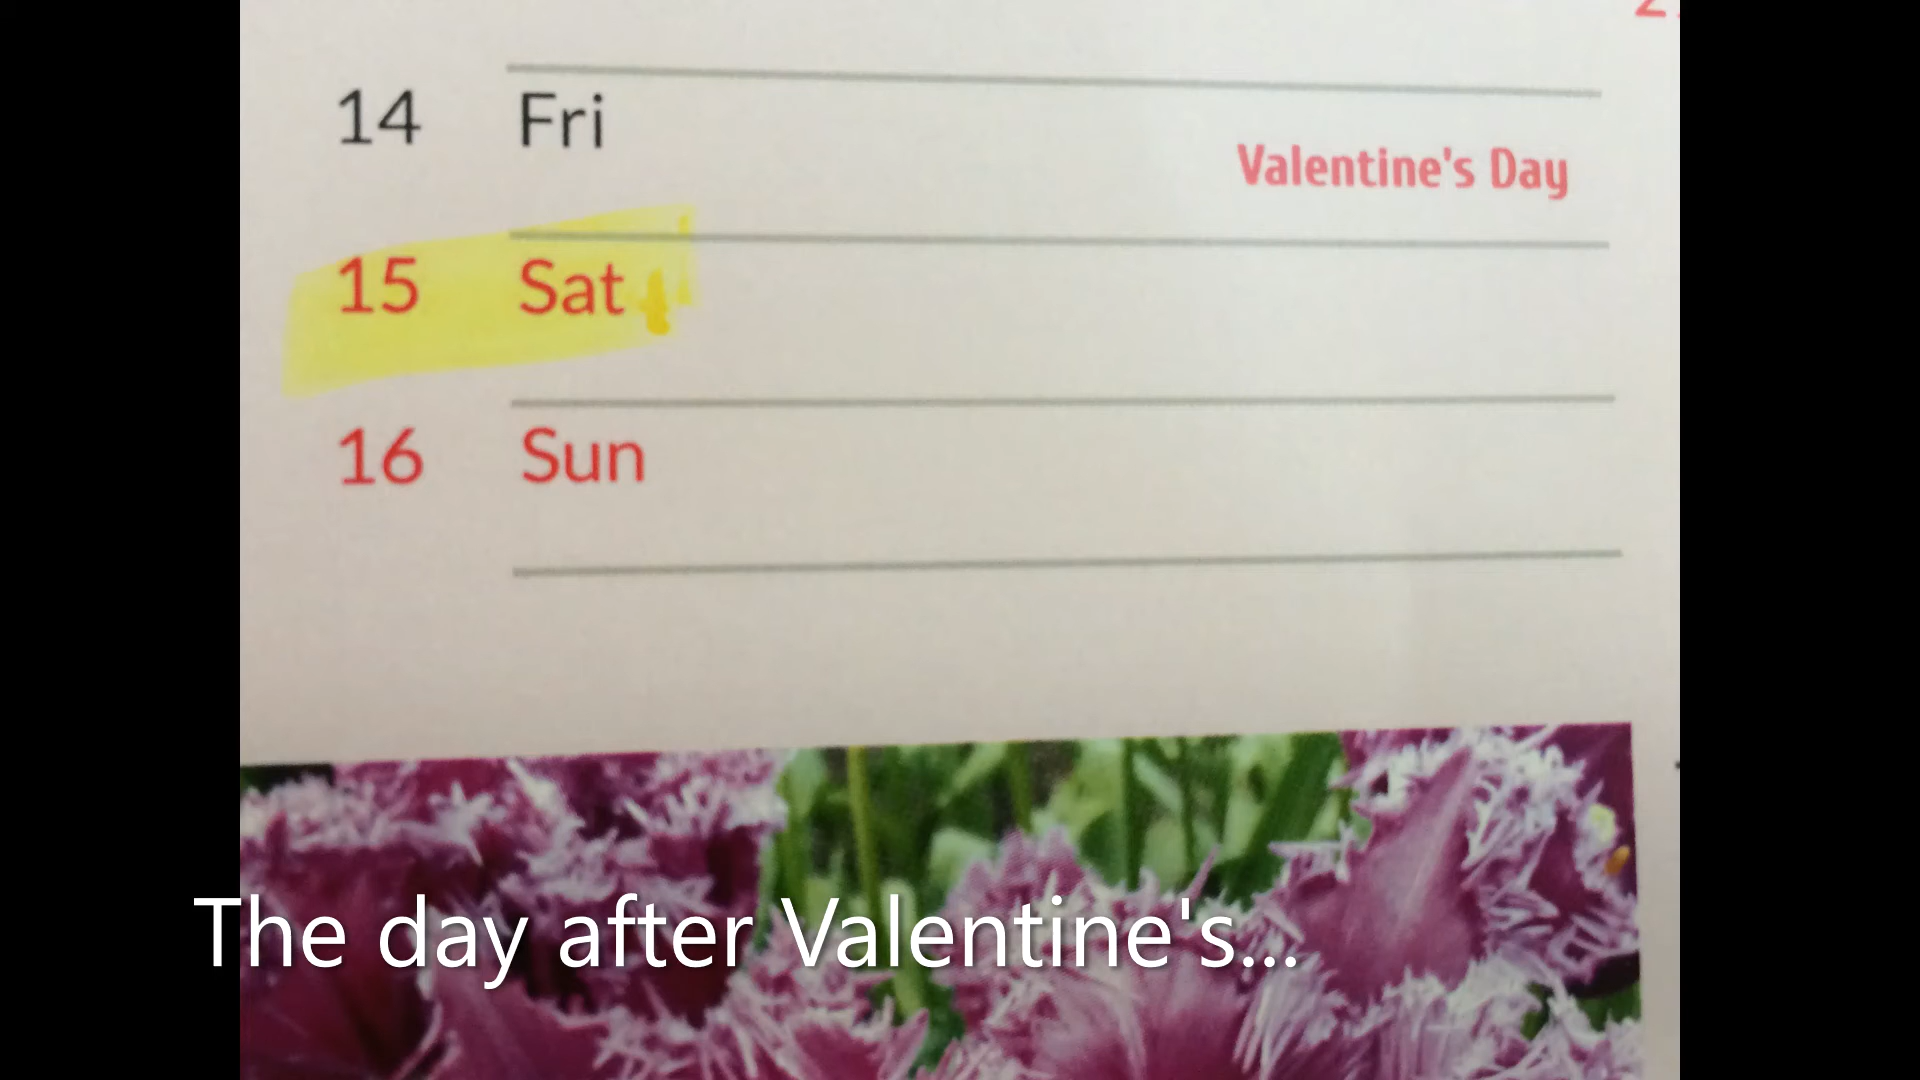 14 Fri
Valentine's Day
15 Sat
16 Sun
The day after Valentine's...